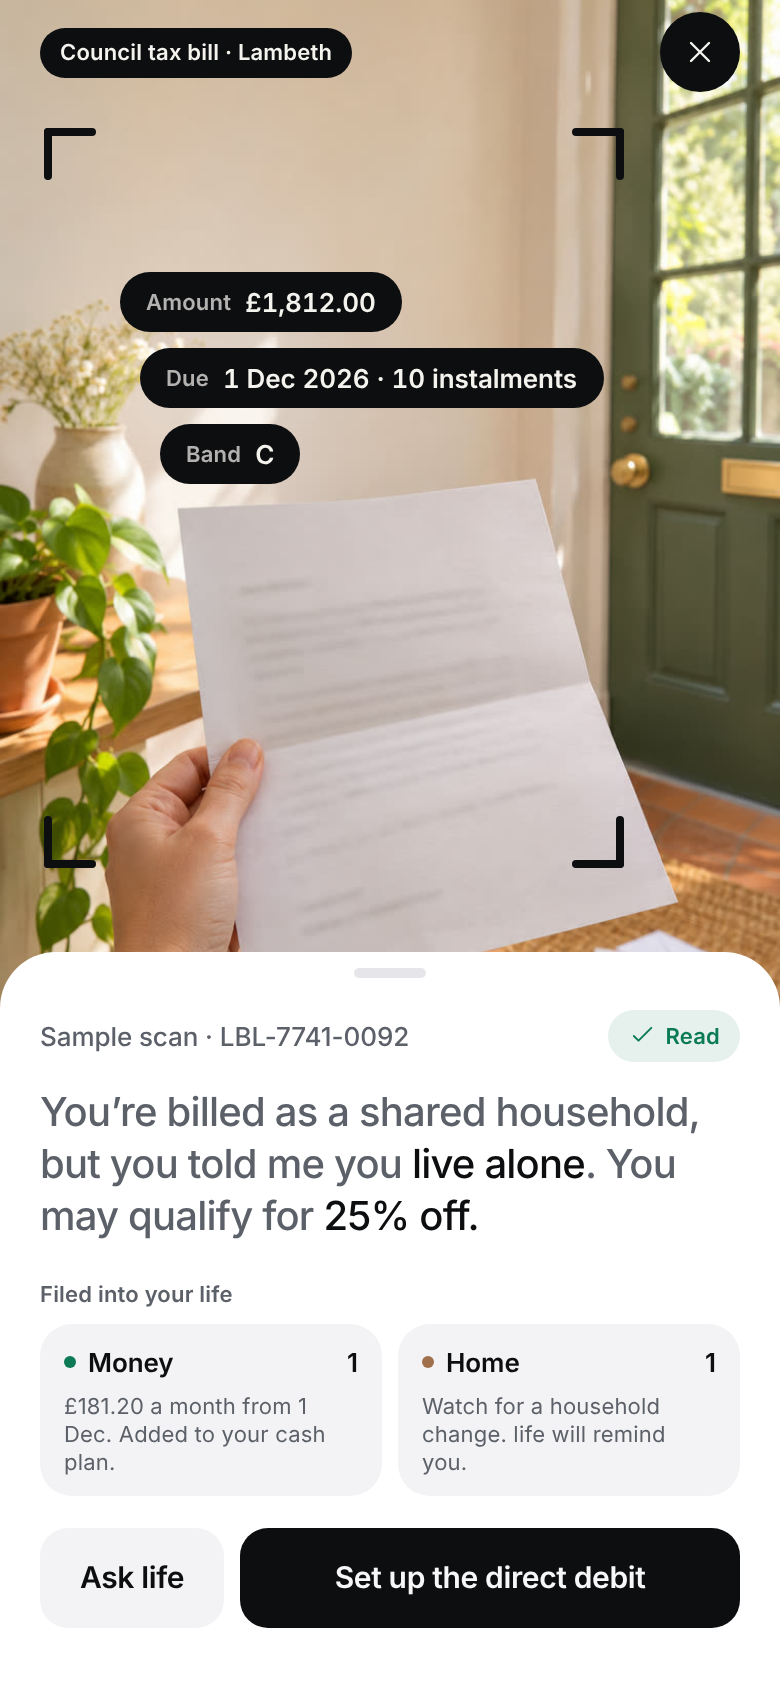 Council tax bill · Lambeth
Amount £1,812.00
Due 1 Dec 2026 · 10 instalments
Band C
Sample scan · LBL-7741-0092
Read
You’re billed as a shared household,
but you told me you live alone. You
may qualify for 25% off.
Filed into your life
Money 1
£181.20 a month from 1
Dec. Added to your cash
plan.
Home 1
Watch for a household
change. life will remind
you.
Ask life
Set up the direct debit